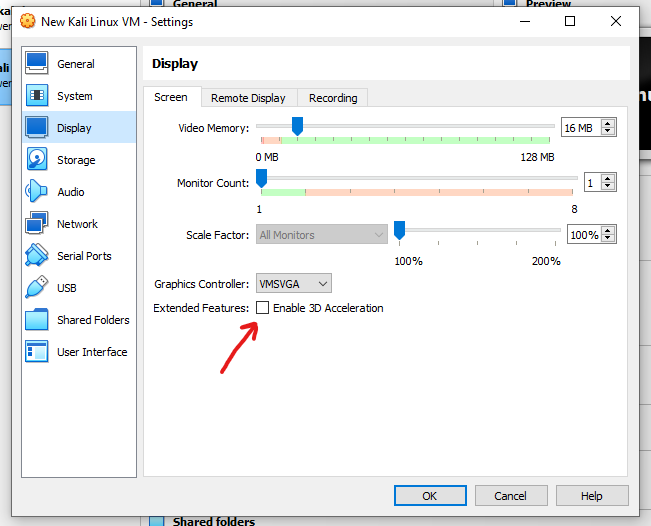 General
Preview
New Kali Linux VM - Settings
General
System
Display
Storage
Audio
Network
Serial Ports
USB
Shared Folders
User Interface
Display
Screen
Remote Display
Recording
Video Memory:
16 MB
0 MB
128 MB
Monitor Count:
1
1
8
Scale Factor:
All Monitors
100%
100%
200%
Graphics Controller:
VMSVGA
Extended Features:
Enable 3D Acceleration
OK
Cancel
Help
Shared folders